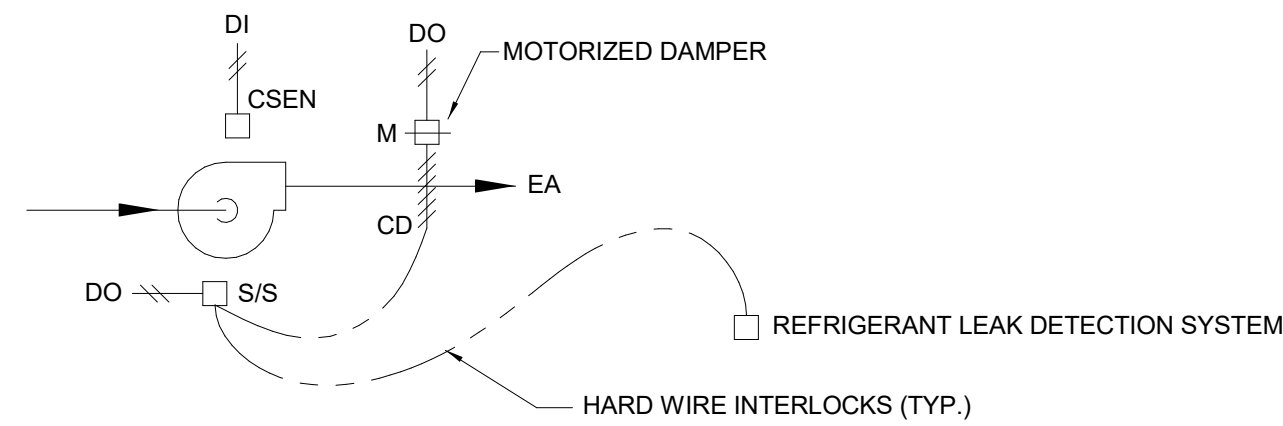 DI
DO
MOTORIZED DAMPER
CSEN
M
EA
CD
DO
S/S
REFRIGERANT LEAK DETECTION SYSTEM
HARD WIRE INTERLOCKS (TYP.)